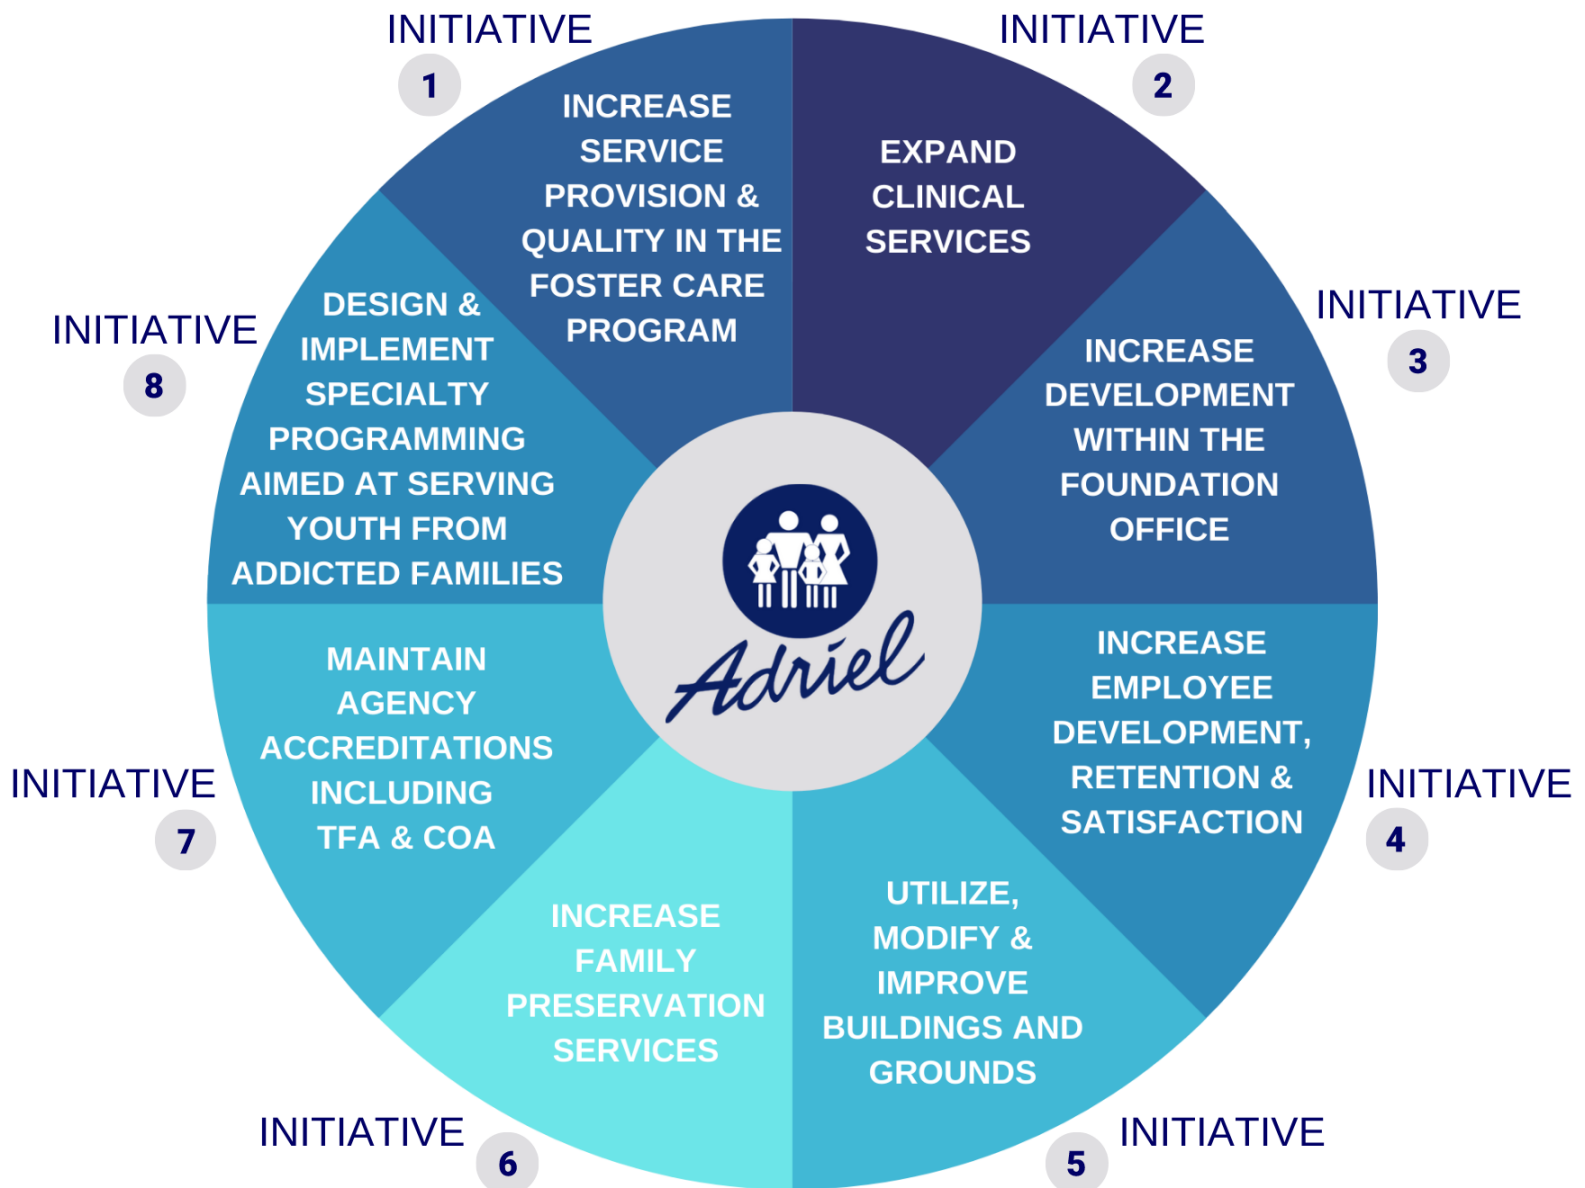 INITIATIVE
1
INCREASE
SERVICE
PROVISION &
QUALITY IN THE
FOSTER CARE
PROGRAM
INITIATIVE
2
EXPAND
CLINICAL
SERVICES
INITIATIVE
3
INCREASE
DEVELOPMENT
WITHIN THE
FOUNDATION
OFFICE
INITIATIVE
4
INCREASE
EMPLOYEE
DEVELOPMENT,
RETENTION &
SATISFACTION
INITIATIVE
5
UTILIZE,
MODIFY &
IMPROVE
BUILDINGS AND
GROUNDS
INITIATIVE
6
INCREASE
FAMILY
PRESERVATION
SERVICES
INITIATIVE
7
MAINTAIN
AGENCY
ACCREDITATIONS
INCLUDING
TFA & COA
INITIATIVE
8
DESIGN &
IMPLEMENT
SPECIALTY
PROGRAMMING
AIMED AT SERVING
YOUTH FROM
ADDICTED FAMILIES
Adriel